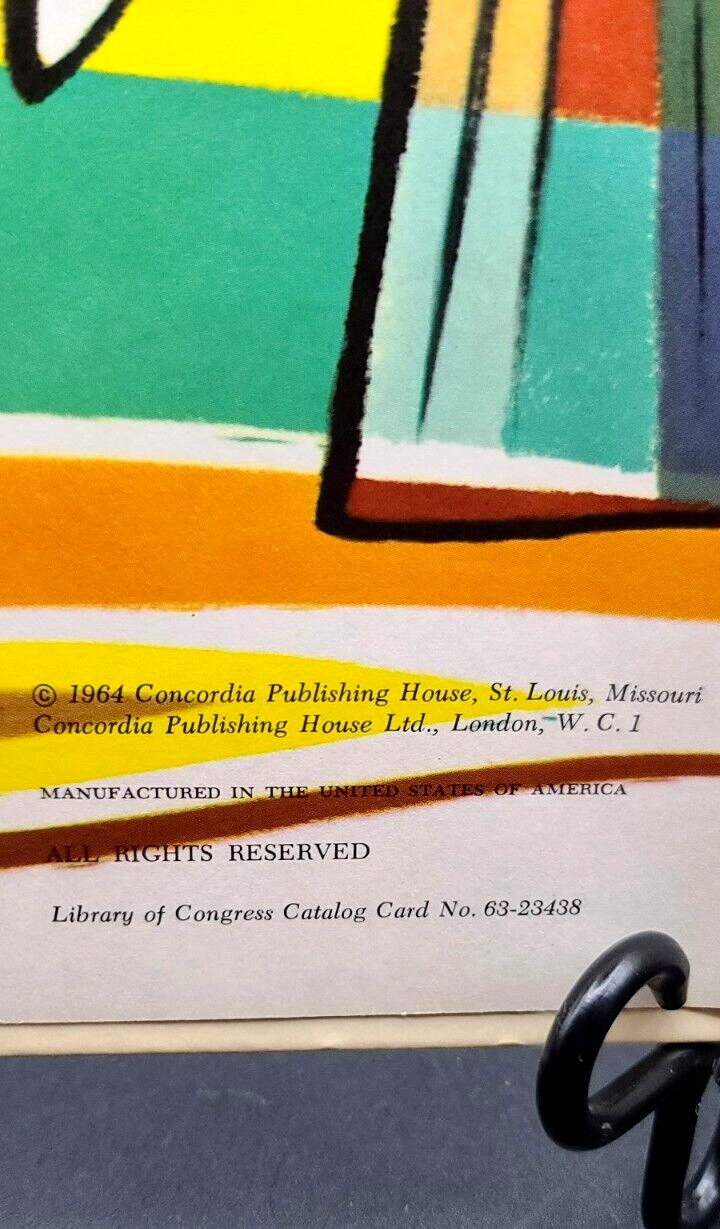 © 1964 Concordia Publishing House, St. Louis, Missouri
Concordia Publishing House Ltd., London, W. C. 1
MANUFACTURED IN THE UNITED STATES OF AMERICA
ALL RIGHTS RESERVED
Library of Congress Catalog Card No. 63-23438